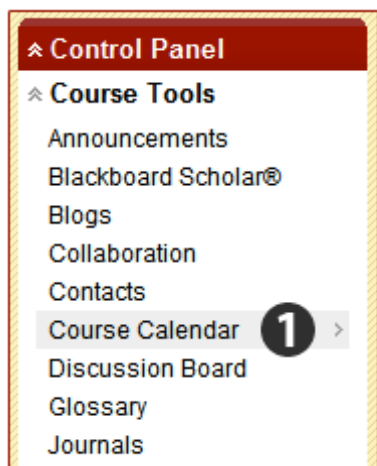 Control Panel
Course Tools
Announcements
Blackboard Scholar®
Blogs
Collaboration
Contacts
Course Calendar 1
Discussion Board
Glossary
Journals